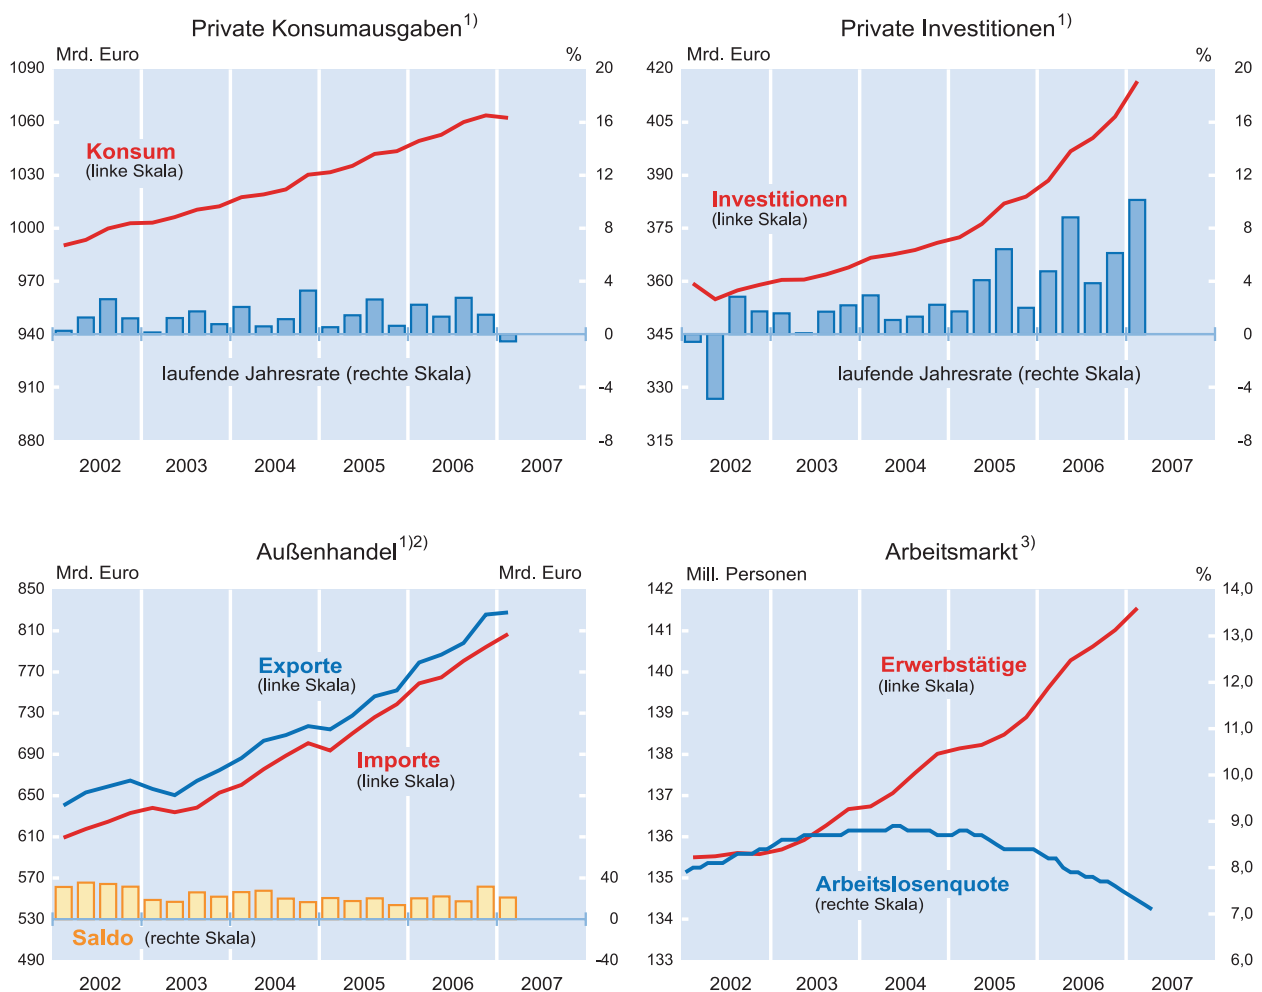 Private Konsumausgaben1)
Mrd. Euro %
1090 20
1060 16
1030 12
1000 8
970 4
940 0
910 -4
880 -8
Konsum
(linke Skala)
laufende Jahresrate (rechte Skala)
2002 2003 2004 2005 2006 2007
Private Investitionen1)
Mrd. Euro %
420 20
405 16
390 12
375 8
360 4
345 0
330 -4
315 -8
Investitionen
(linke Skala)
laufende Jahresrate (rechte Skala)
2002 2003 2004 2005 2006 2007
Außenhandel1)2)
Mrd. Euro Mrd. Euro
850
810
770
730
690
650
610
570 40
530 0
490 -40
Exporte
(linke Skala)
Importe
(linke Skala)
Saldo (rechte Skala)
2002 2003 2004 2005 2006 2007
Arbeitsmarkt3)
Mill. Personen %
142 14,0
141 13,0
140 12,0
139 11,0
138 10,0
137 9,0
136 8,0
135 7,0
134 6,0
133
Erwerbstätige
(linke Skala)
Arbeitslosenquote
(rechte Skala)
2002 2003 2004 2005 2006 2007